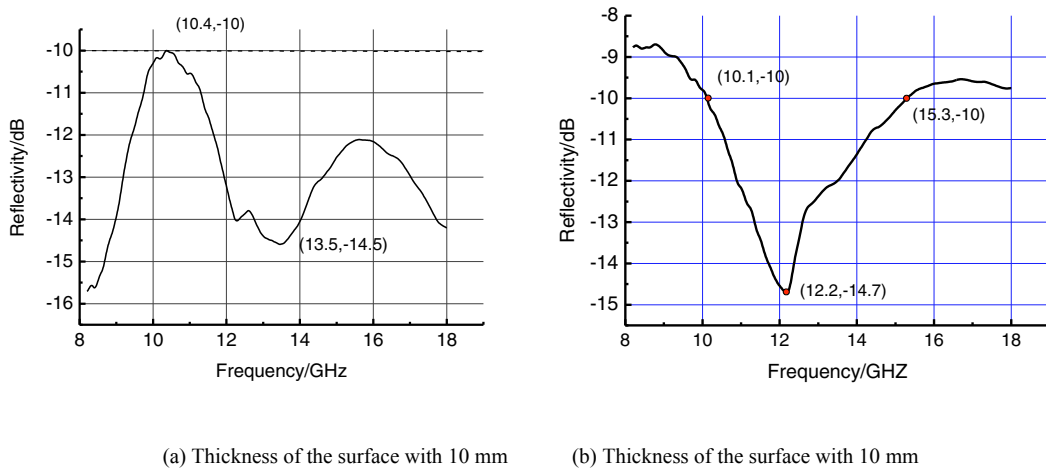 (10.4,-10)
-10
-11
-12
-13
-14
-15
-16
(13.5,-14.5)
8 10 12 14 16 18
Reflectivity/dB
Frequency/GHz
-8
-9
-10
-11
-12
-13
-14
-15
(10.1,-10)
(15.3,-10)
(12.2,-14.7)
8 10 12 14 16 18
Reflectivity/dB
Frequency/GHZ
(a) Thickness of the surface with 10 mm
(b) Thickness of the surface with 10 mm